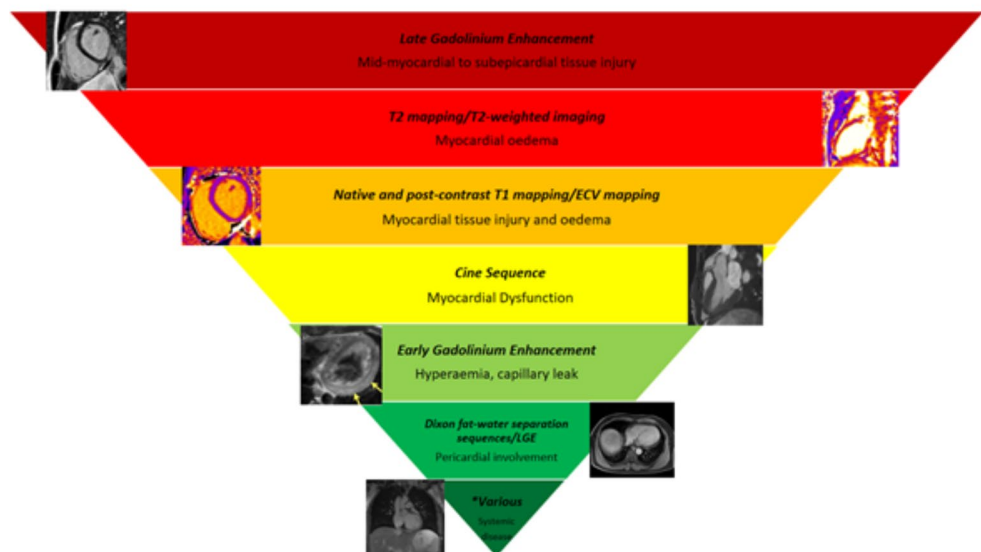 Late Gadolinium Enhancement
Mid-myocardial to subepicardial tissue injury
T2 mapping/T2-weighted imaging
Myocardial oedema
Native and post-contrast T1 mapping/ECV mapping
Myocardial tissue injury and oedema
Cine Sequence
Myocardial Dysfunction
Early Gadolinium Enhancement
Hyperaemia, capillary leak
Dixon fat-water separation
sequences/LGE
Pericardial involvement
*Various
Systemic
disease